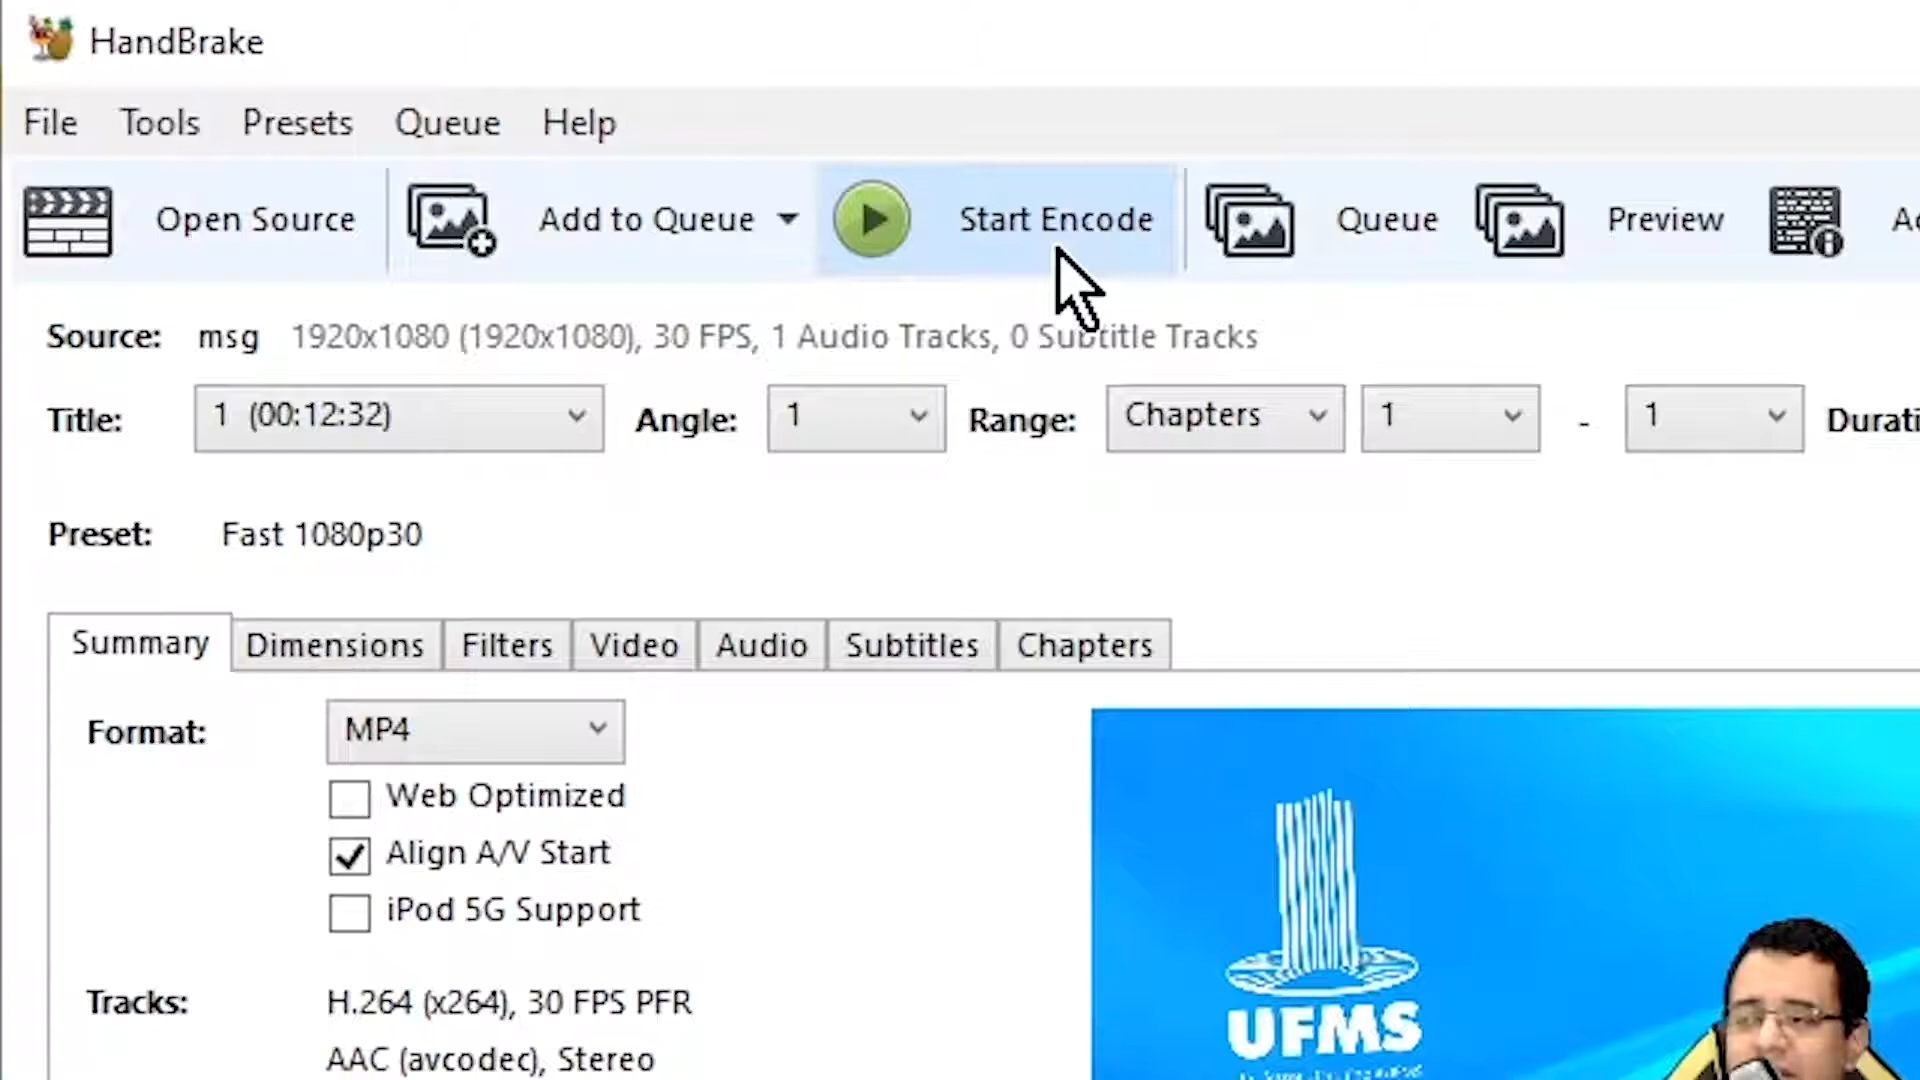 HandBrake
File Tools Presets Queue Help
Open Source Add to Queue Start Encode Queue Preview
Source: msg 1920x1080 (1920x1080), 30 FPS, 1 Audio Tracks, 0 Subtitle Tracks
Title: 1 (00:12:32) Angle: 1 Range: Chapters 1 - 1 Durati
Preset: Fast 1080p30
Summary Dimensions Filters Video Audio Subtitles Chapters
Format: MP4
Web Optimized
Align A/V Start
iPod 5G Support
Tracks: H.264 (x264), 30 FPS PFR
AAC (avcodec), Stereo
UFMS